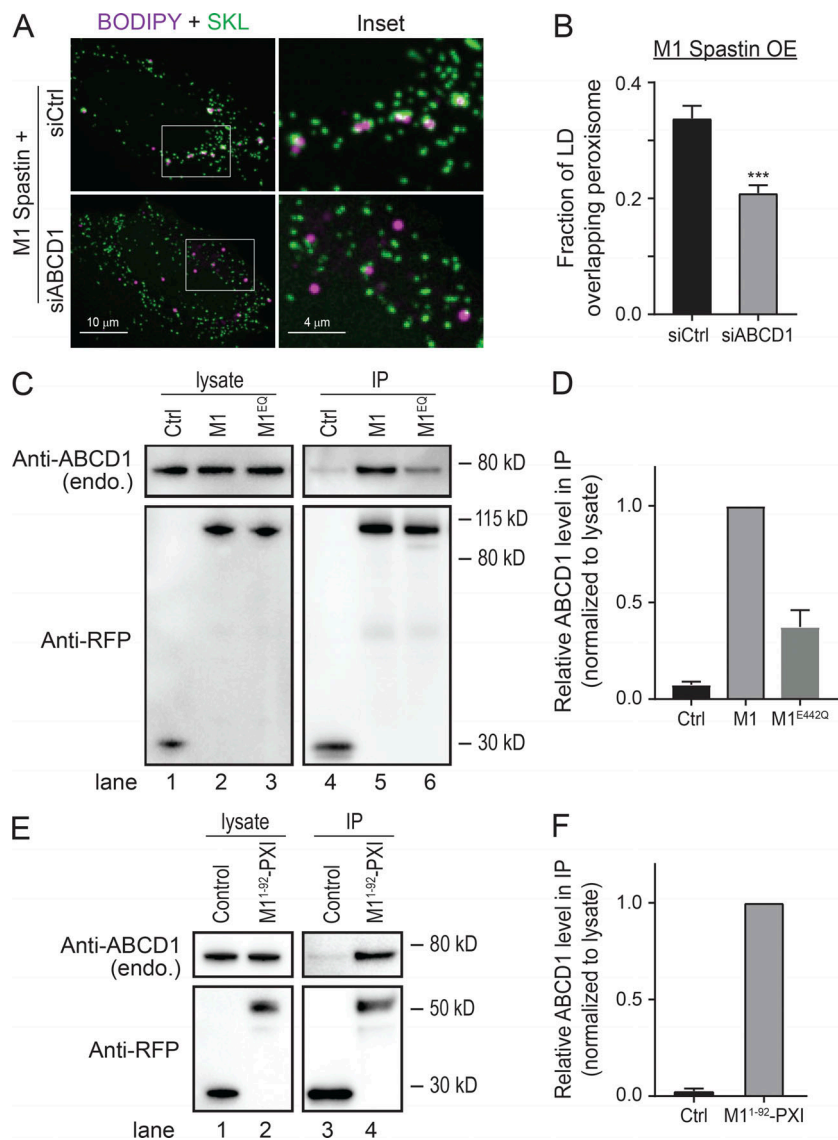 A
BODIPY + SKL
Inset
M1 Spastin +
siCtrl
siABCD1
10 µm
4 µm
B
M1 Spastin OE
Fraction of LD
overlapping peroxisome
0.4
0.2
0.0
***
siCtrl
siABCD1
C
lysate
IP
Ctrl
M1
M1EQ
Ctrl
M1
M1EQ
Anti-ABCD1
(endo.)
– 80 kD
– 115 kD
– 80 kD
Anti-RFP
– 30 kD
lane 1 2 3 4 5 6
D
Relative ABCD1 level in IP
(normalized to lysate)
1.0
0.5
0.0
Ctrl
M1
M1E442Q
E
lysate
IP
Control
M11-92-PXI
Control
M11-92-PXI
Anti-ABCD1
(endo.)
– 80 kD
– 50 kD
Anti-RFP
– 30 kD
lane 1 2 3 4
F
Relative ABCD1 level in IP
(normalized to lysate)
1.0
0.5
0.0
Ctrl
M11-92-PXI